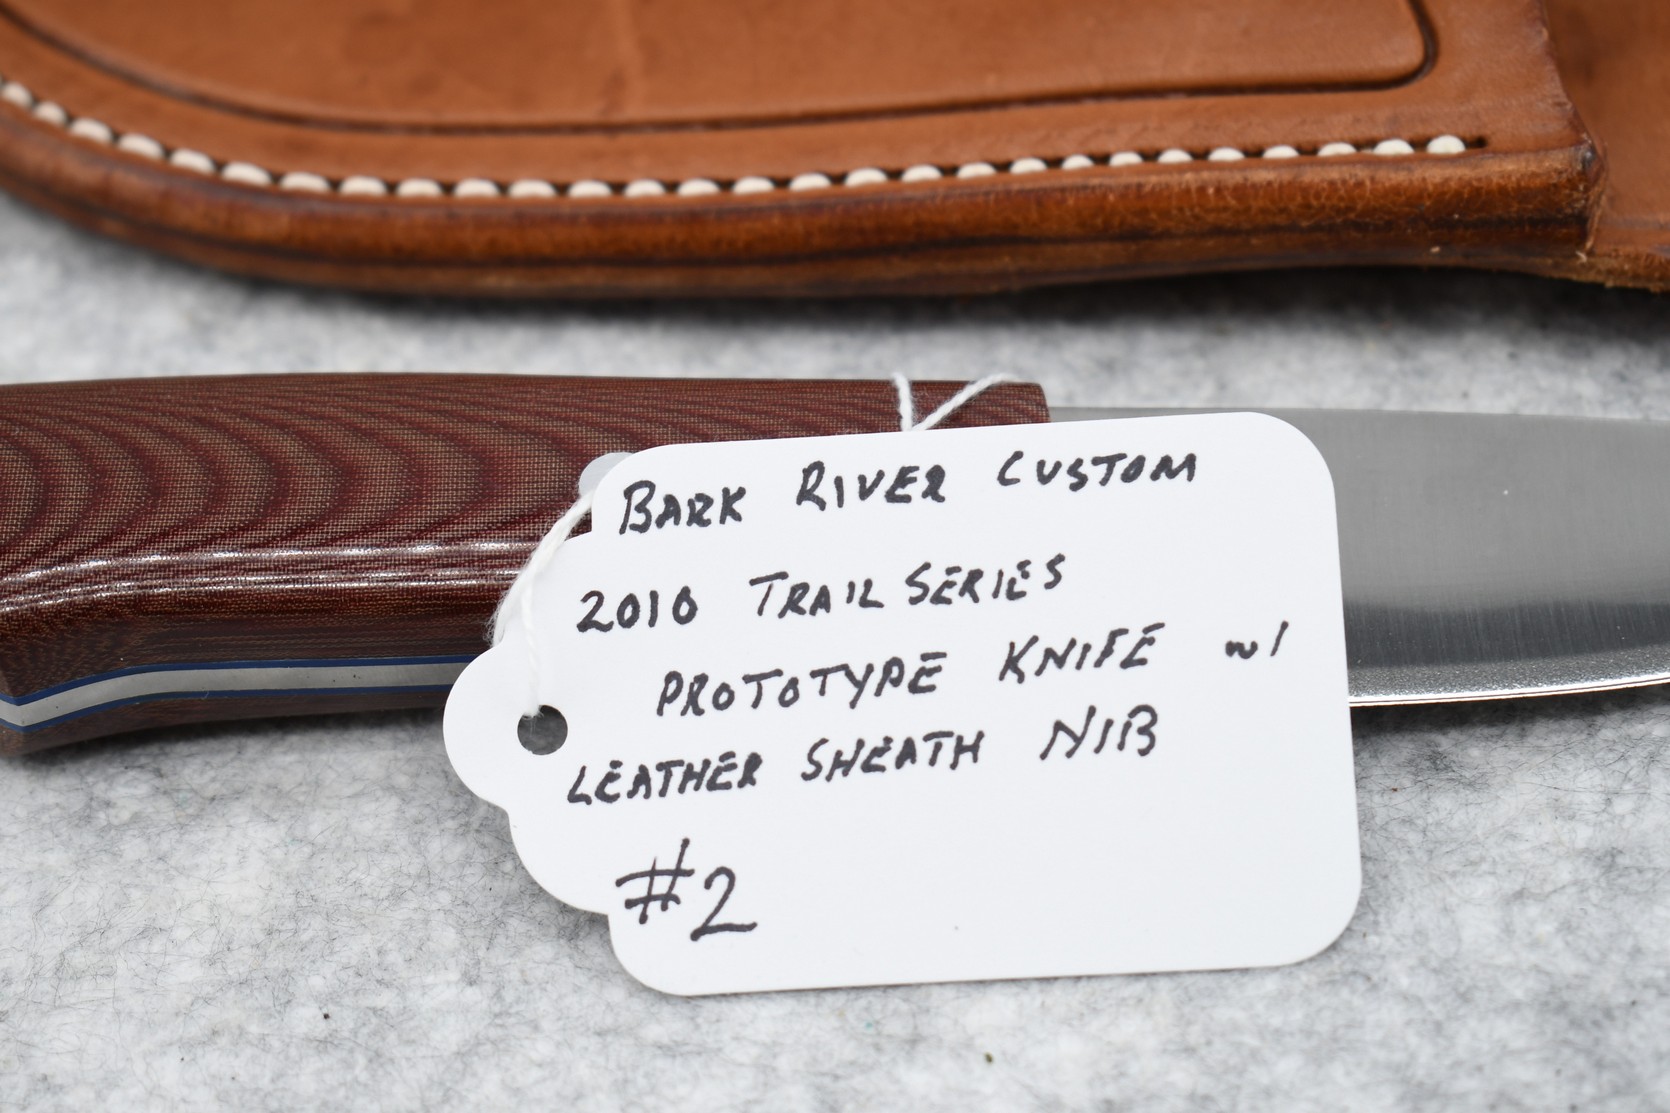 BARK RIVER CUSTOM
2010 TRAIL SERIES
PROTOTYPE KNIFE w/
LEATHER SHEATH NIB
#2